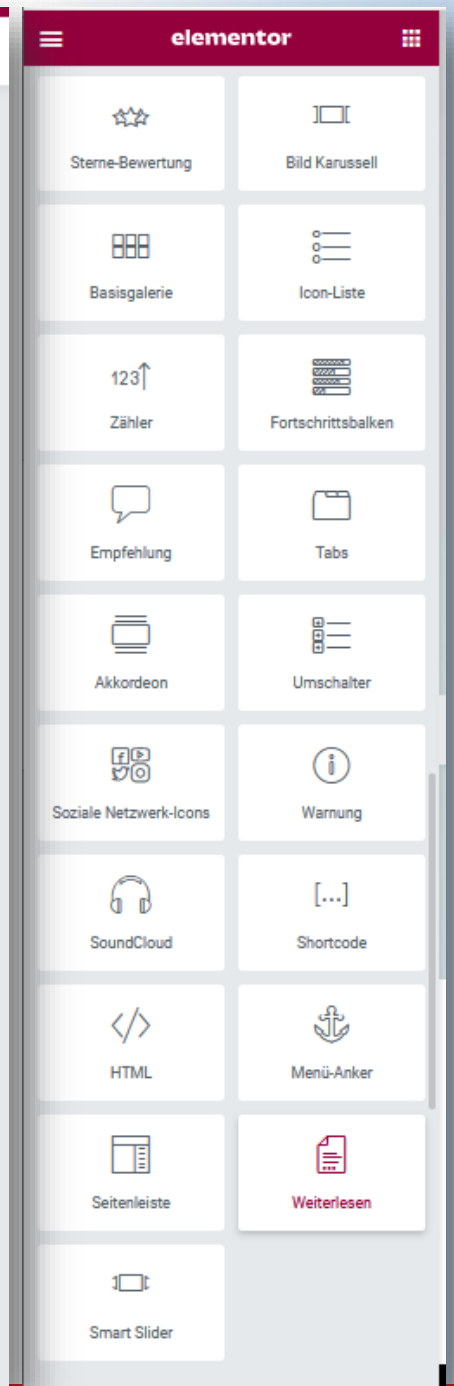 elementor
Sterne-Bewertung
Bild Karussell
Basisgalerie
Icon-Liste
123
Zähler
Fortschrittsbalken
Empfehlung
Tabs
Akkordeon
Umschalter
Soziale Netzwerk-Icons
Warnung
[...]
SoundCloud
Shortcode
</>
HTML
Menü-Anker
Seitenleiste
Weiterlesen
Smart Slider